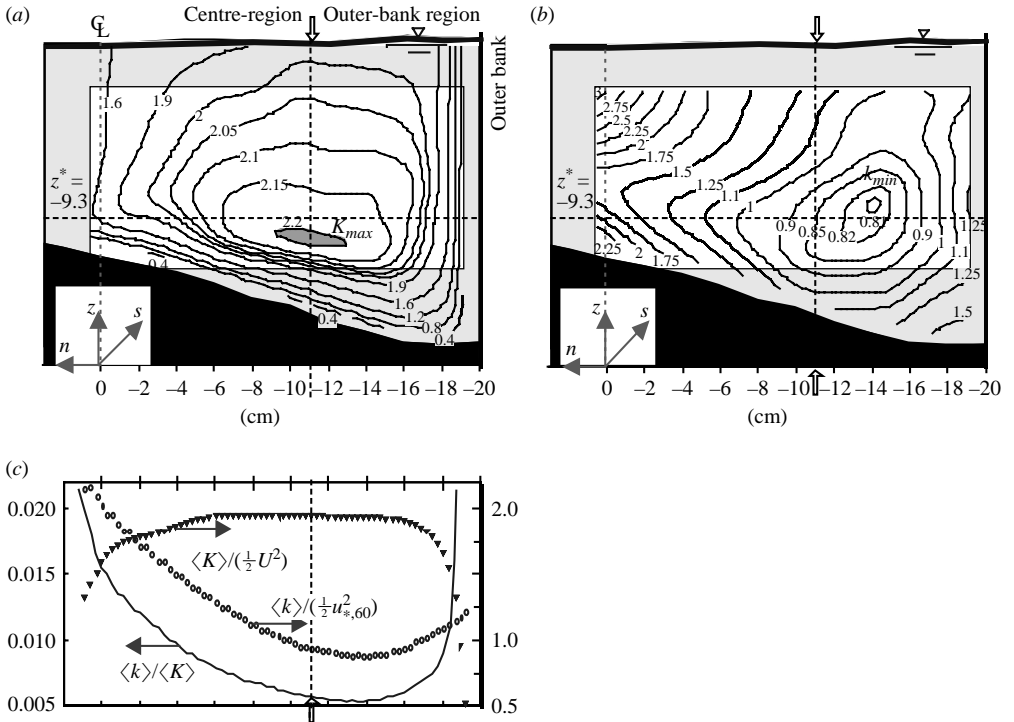 (a)
Centre-region
Outer-bank region
℄
1.6
1.9
2
2.05
2.1
2.15
2.2
K_max
z* =
–9.3
0.4
0.4
1.9
1.6
1.2
0.8
0.4
Outer bank
z
s
n
0 –2 –4 –6 –8 –10 –12 –14 –16 –18 –20
(cm)
(b)
3
2.75
2.5
2.25
2
1.75
1.5
1.25
1.1
1
k_min
z* =
–9.3
0.9
0.85
0.82
0.81
0.9
1
1.1
1.25
1.25
1.5
2.25
2
1.75
z
s
n
0 –2 –4 –6 –8 –10 –12 –14 –16 –18 –20
(cm)
(c)
0.020
0.015
0.010
0.005
2.0
1.0
0.5
⟨K⟩/(½U²)
⟨k⟩/(½u²_{*,60})
⟨k⟩/⟨K⟩